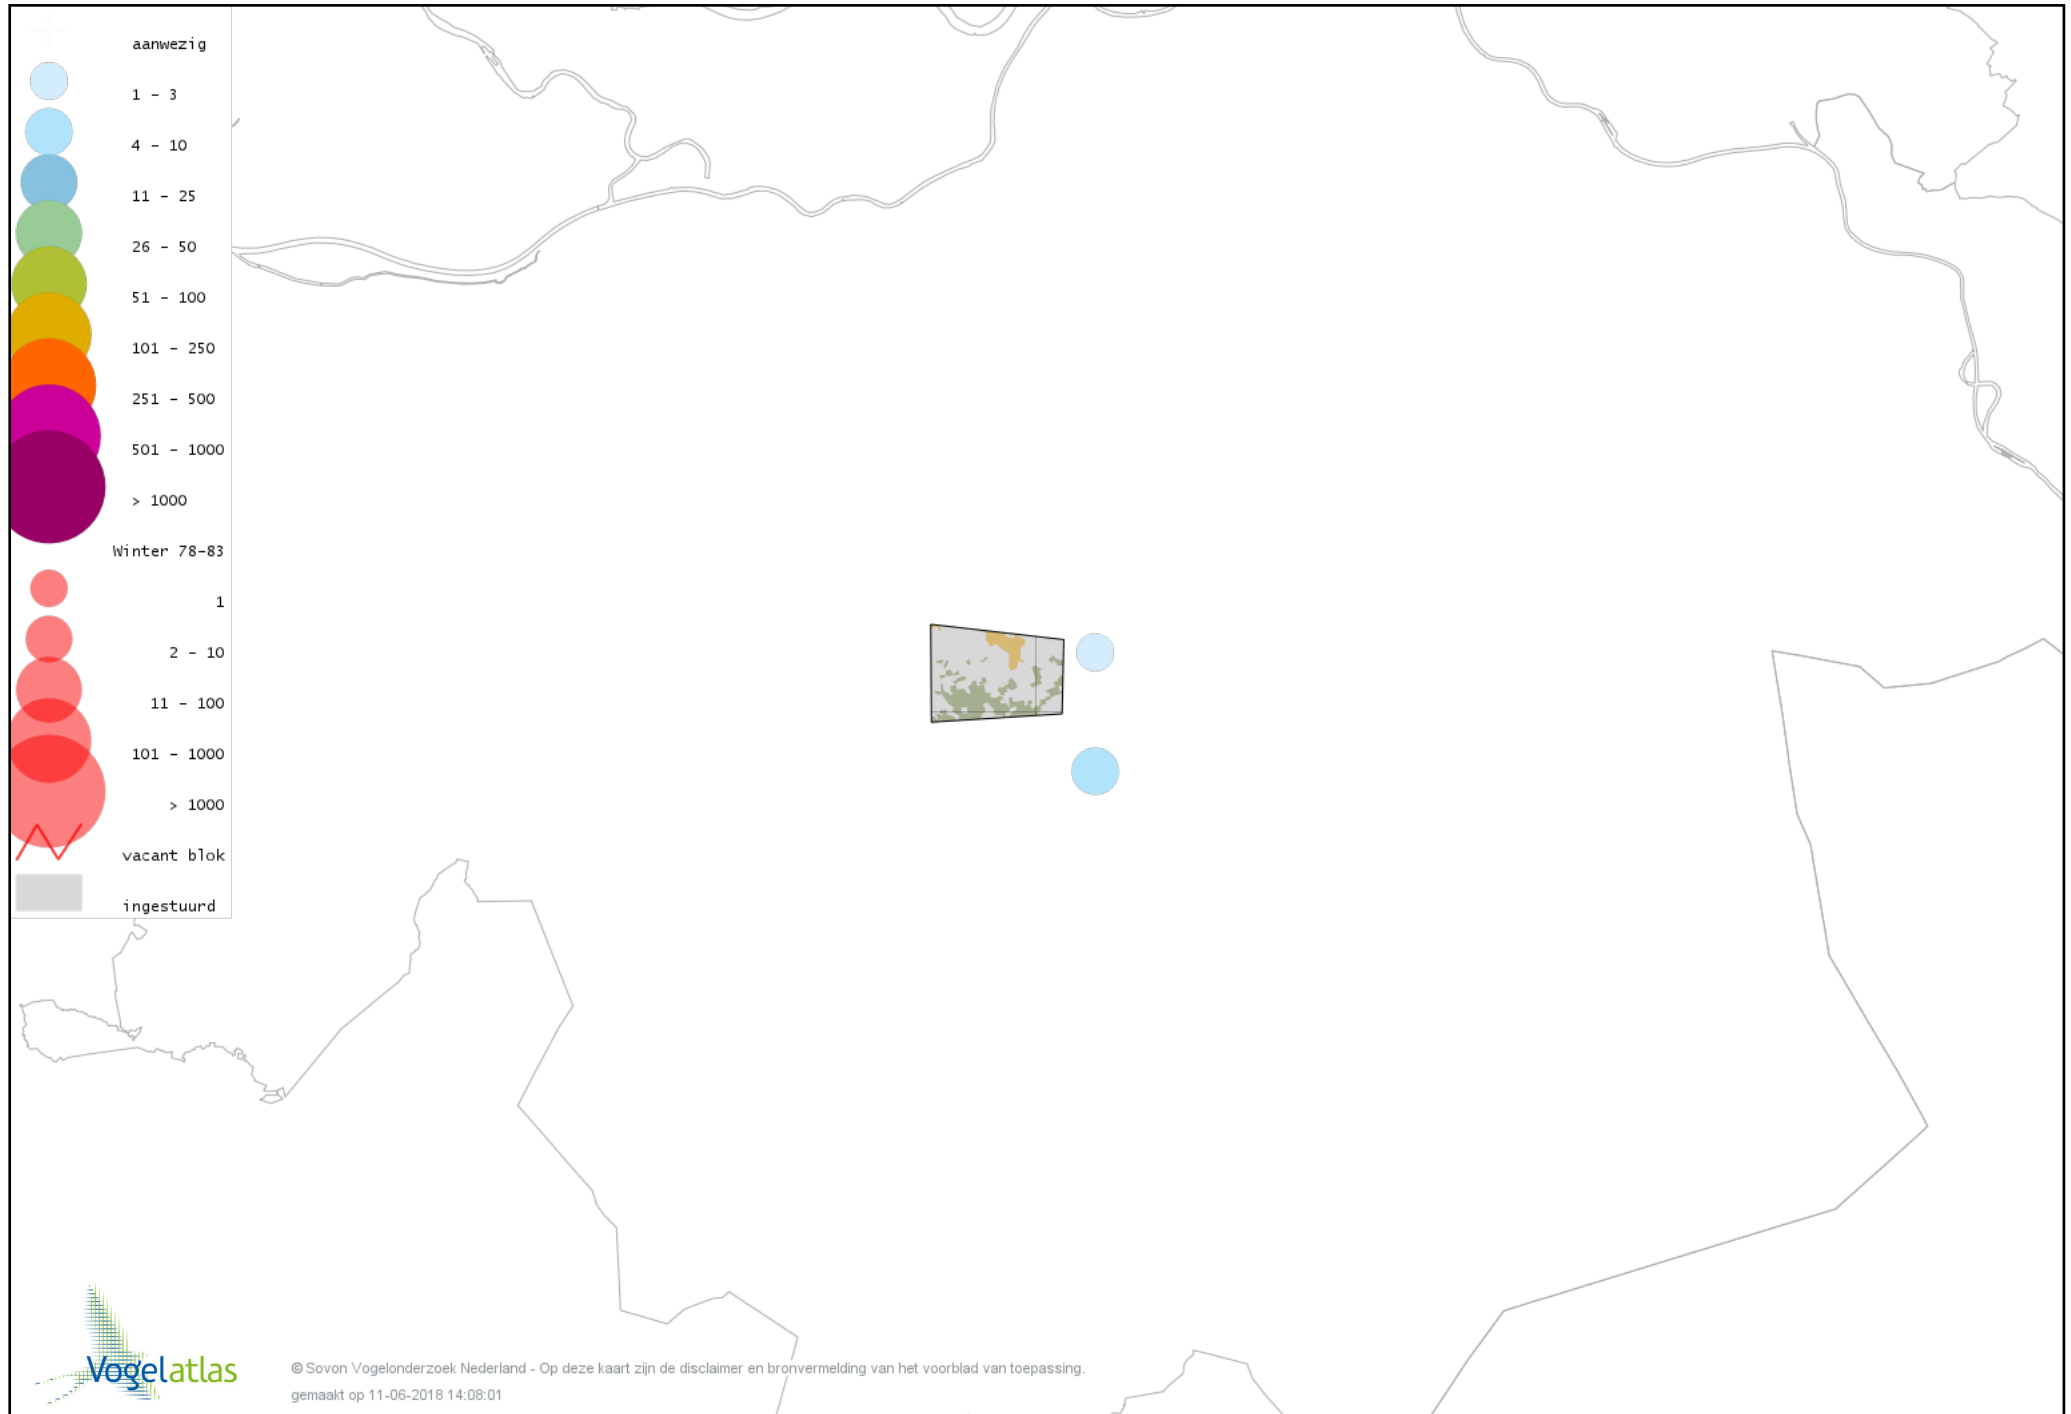 aanwezig
1 - 3
4 - 10
11 - 25
26 - 50
51 - 100
101 - 250
251 - 500
501 - 1000
> 1000
Winter 78-83
1
2 - 10
11 - 100
101 - 1000
> 1000
vacant blok
ingestuurd
Vogelatlas
© Sovon Vogelonderzoek Nederland - Op deze kaart zijn de disclaimer en bronvermelding van het voorblad van toepassing.
gemaakt op 11-06-2018 14:08:01